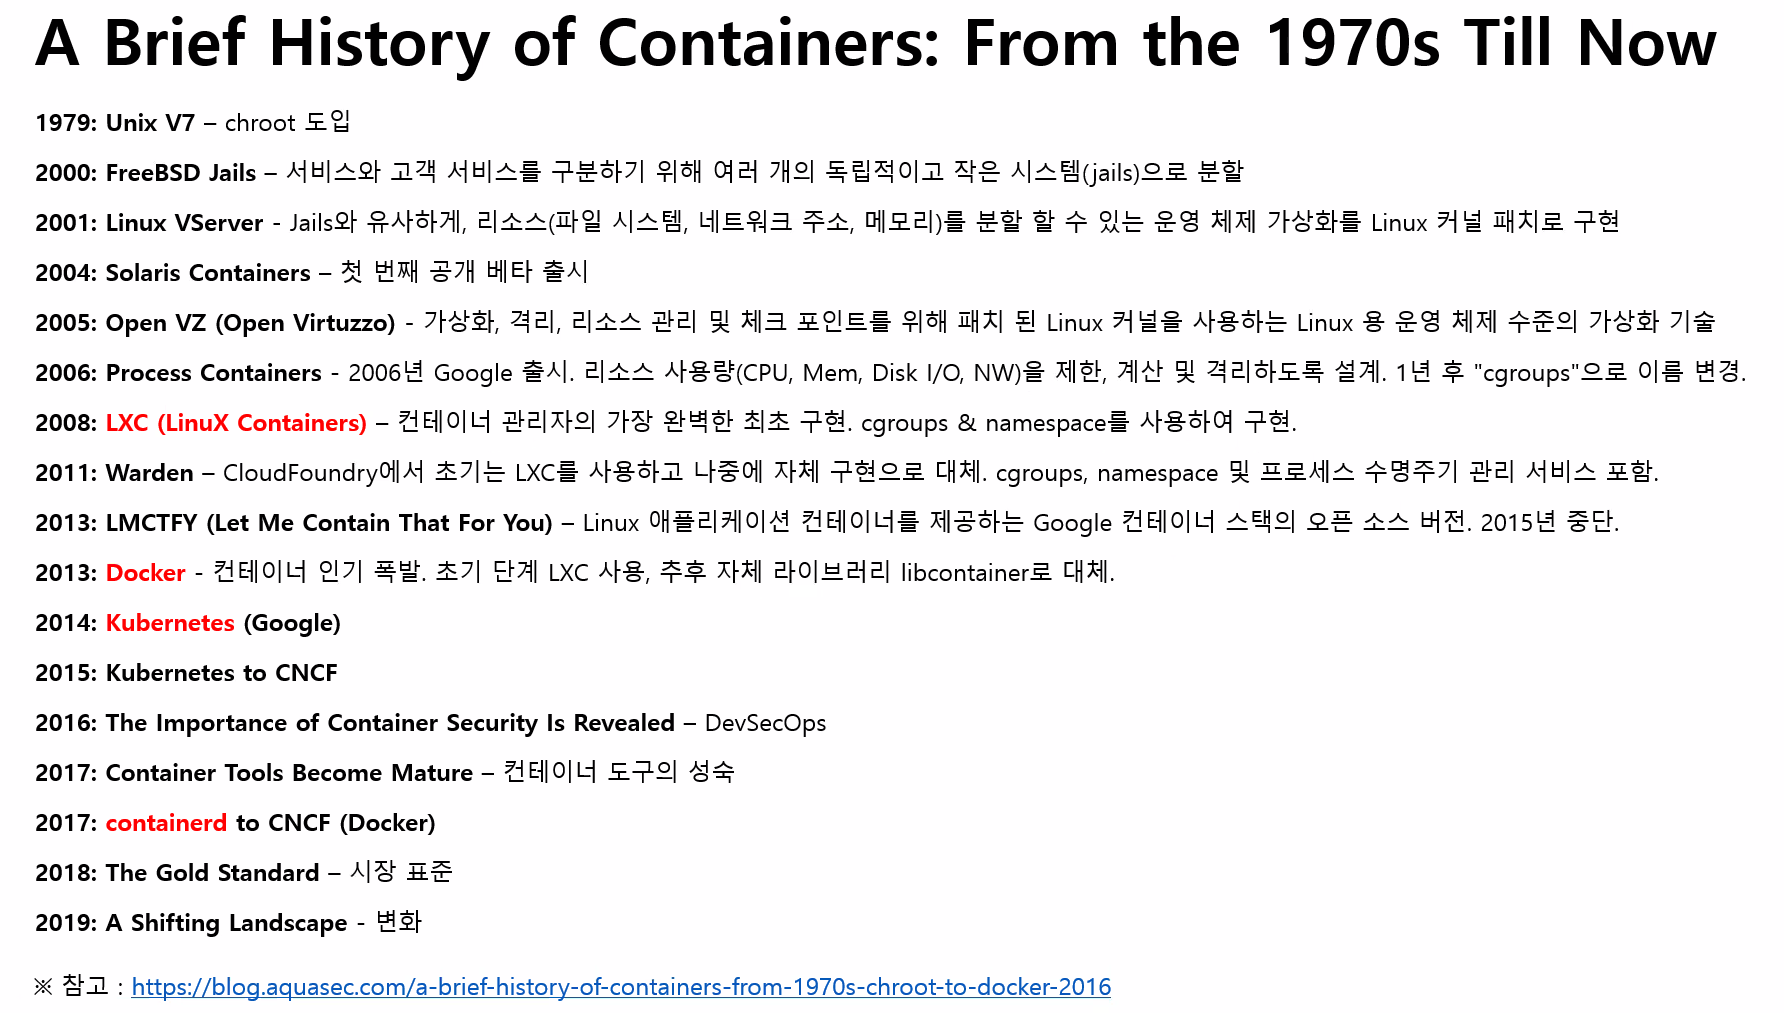 A Brief History of Containers: From the 1970s Till Now
1979: Unix V7 – chroot 도입
2000: FreeBSD Jails – 서비스와 고객 서비스를 구분하기 위해 여러 개의 독립적이고 작은 시스템(jails)으로 분할
2001: Linux VServer - Jails와 유사하게, 리소스(파일 시스템, 네트워크 주소, 메모리)를 분할 할 수 있는 운영 체제 가상화를 Linux 커널 패치로 구현
2004: Solaris Containers – 첫 번째 공개 베타 출시
2005: Open VZ (Open Virtuzzo) - 가상화, 격리, 리소스 관리 및 체크 포인트를 위해 패치 된 Linux 커널을 사용하는 Linux 용 운영 체제 수준의 가상화 기술
2006: Process Containers - 2006년 Google 출시. 리소스 사용량(CPU, Mem, Disk I/O, NW)을 제한, 계산 및 격리하도록 설계. 1년 후 "cgroups"으로 이름 변경.
2008: LXC (LinuX Containers) – 컨테이너 관리자의 가장 완벽한 최초 구현. cgroups & namespace를 사용하여 구현.
2011: Warden – CloudFoundry에서 초기는 LXC를 사용하고 나중에 자체 구현으로 대체. cgroups, namespace 및 프로세스 수명주기 관리 서비스 포함.
2013: LMCTFY (Let Me Contain That For You) – Linux 애플리케이션 컨테이너를 제공하는 Google 컨테이너 스택의 오픈 소스 버전. 2015년 중단.
2013: Docker - 컨테이너 인기 폭발. 초기 단계 LXC 사용, 추후 자체 라이브러리 libcontainer로 대체.
2014: Kubernetes (Google)
2015: Kubernetes to CNCF
2016: The Importance of Container Security Is Revealed – DevSecOps
2017: Container Tools Become Mature – 컨테이너 도구의 성숙
2017: containerd to CNCF (Docker)
2018: The Gold Standard – 시장 표준
2019: A Shifting Landscape - 변화
※ 참고 : https://blog.aquasec.com/a-brief-history-of-containers-from-1970s-chroot-to-docker-2016